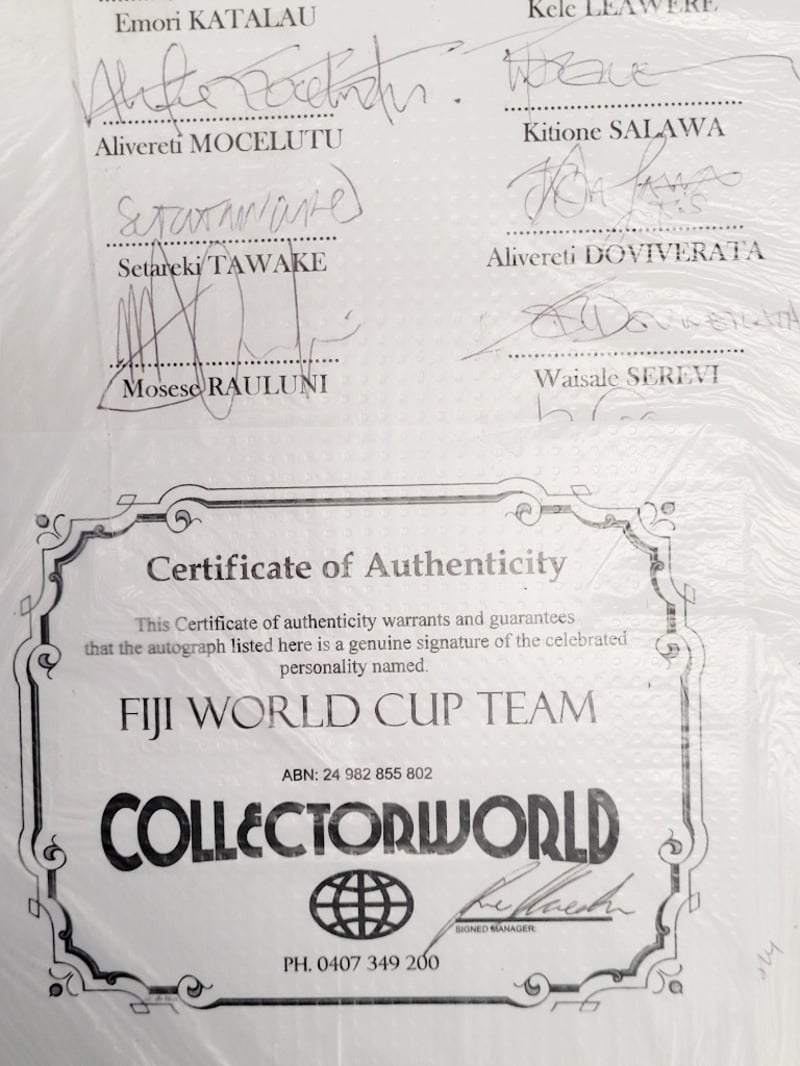 Emori KATALAU
Kele LEAWERE
Alivereti MOCELUTU
Kitione SALAWA
Setareki TAWAKE
Alivereti DOVIVERATA
Mosese RAULUNI
Waisale SEREVI
Certificate of Authenticity
This Certificate of authenticity warrants and guarantees
that the autograph listed here is a genuine signature of the celebrated
personality named.
FIJI WORLD CUP TEAM
ABN: 24 982 855 802
COLLECTORWORLD
SIGNED MANAGER
PH. 0407 349 200